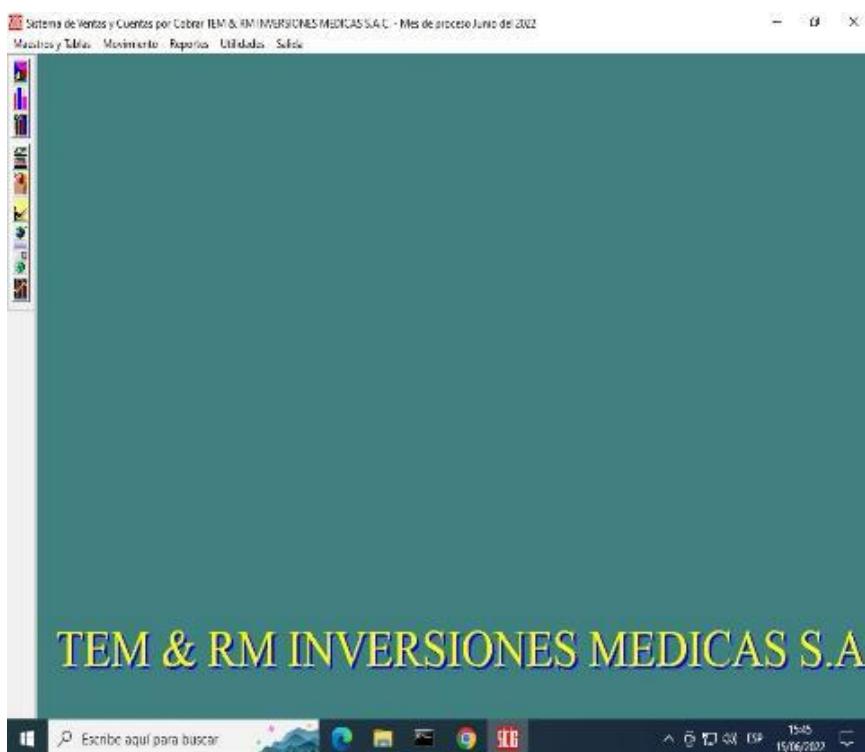 Sistema de Ventas y Cuentas por Cobrar TEM & RM INVERSIONES MEDICAS S.A.C. - Mes de proceso Junio del 2022
Maestros y Tablas Movimiento Reportes Utilidades Salida
TEM & RM INVERSIONES MEDICAS S.A
Escribe aquí para buscar
ESP
15:45
15/06/2022